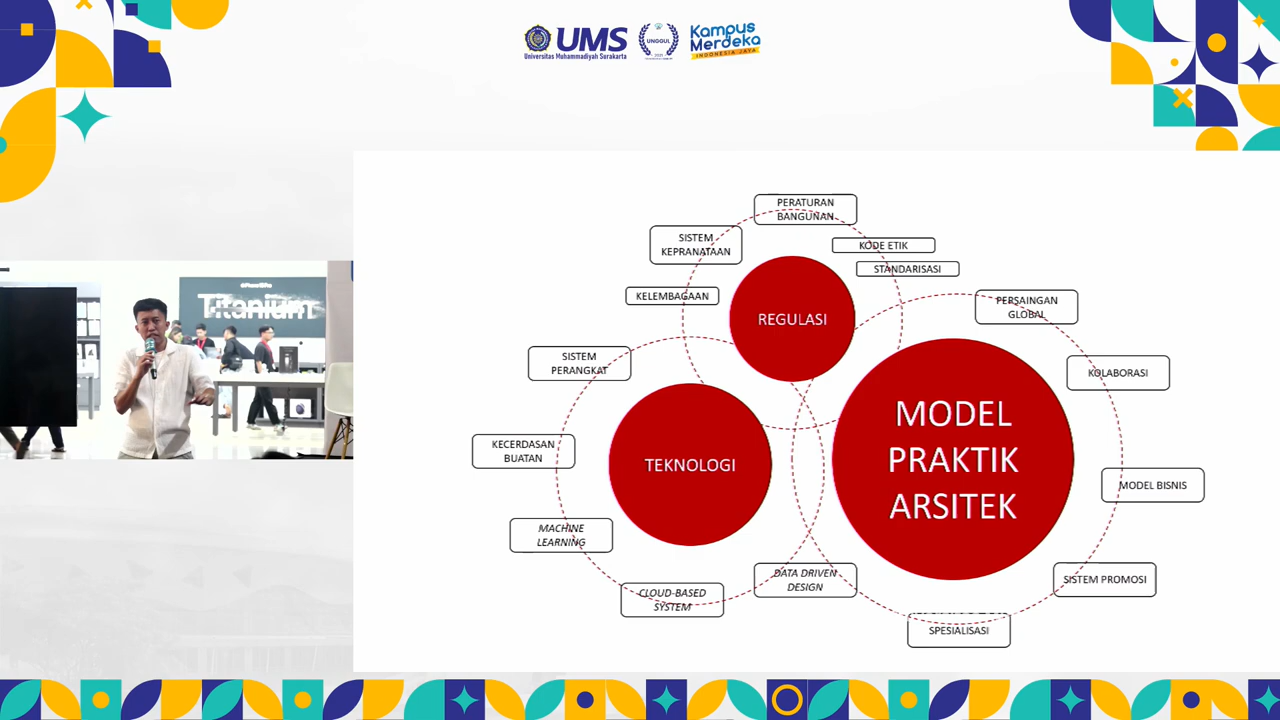 UMS
Universitas Muhammadiyah Surakarta
UNGGUL
Kampus
Merdeka
INDONESIA JAYA
Titanium
PERATURAN
BANGUNAN
SISTEM
KEPRANATAAN
KODE ETIK
STANDARISASI
KELEMBAGAAN
REGULASI
PERSAINGAN
GLOBAL
SISTEM
PERANGKAT
KOLABORASI
MODEL
PRAKTIK
ARSITEK
KECERDASAN
BUATAN
TEKNOLOGI
MODEL BISNIS
MACHINE
LEARNING
DATA DRIVEN
DESIGN
SISTEM PROMOSI
CLOUD-BASED
SYSTEM
SPESIALISASI